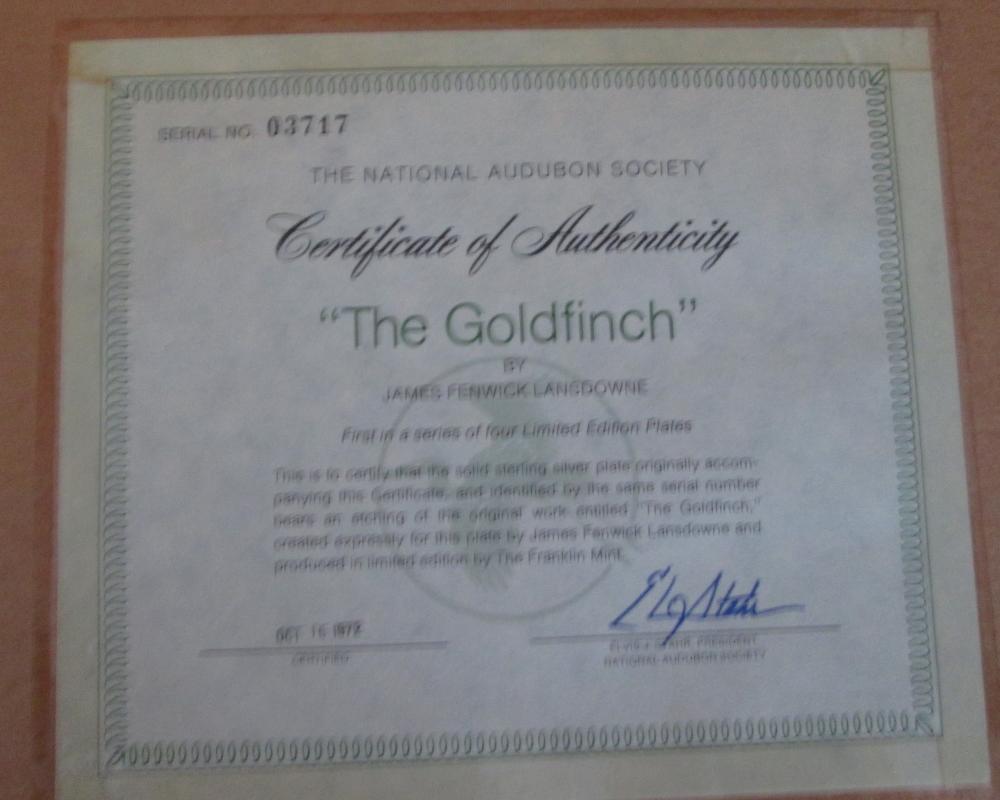 SERIAL NO. 03717
THE NATIONAL AUDUBON SOCIETY
Certificate of Authenticity
“The Goldfinch”
BY
JAMES FENWICK LANSDOWNE
First in a series of four Limited Edition Plates
This is to certify that the solid sterling silver plate originally accom-
panying this Certificate, and identified by the same serial number
bears an etching of the original work entitled "The Goldfinch,"
created expressly for this plate by James Fenwick Lansdowne and
produced in limited edition by The Franklin Mint.
OCT 16 1972
CERTIFIED
ELVIS J. STAHR, PRESIDENT
NATIONAL AUDUBON SOCIETY